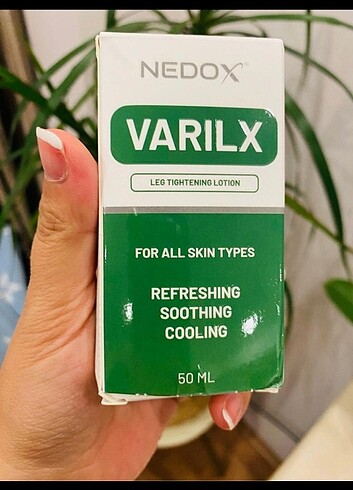 NEDOX
VARILX
LEG TIGHTENING LOTION
FOR ALL SKIN TYPES
REFRESHING
SOOTHING
COOLING
50 ML